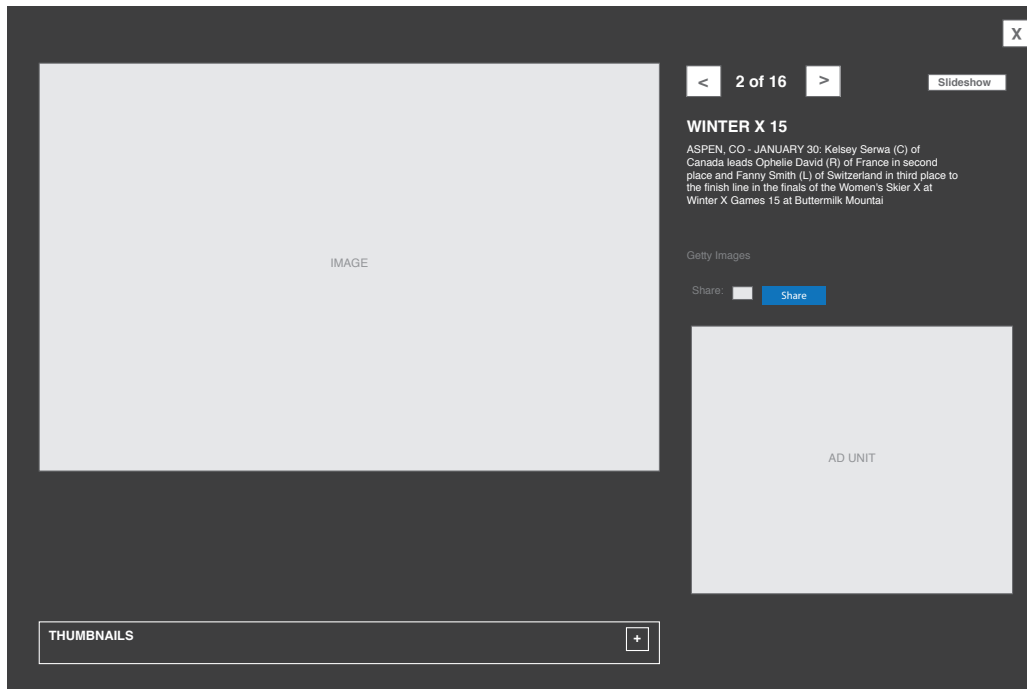 X
< 2 of 16 >
Slideshow
WINTER X 15
ASPEN, CO - JANUARY 30: Kelsey Serwa (C) of
Canada leads Ophelie David (R) of France in second
place and Fanny Smith (L) of Switzerland in third place to
the finish line in the finals of the Women's Skier X at
Winter X Games 15 at Buttermilk Mountai
IMAGE
Getty Images
Share:
Share
AD UNIT
THUMBNAILS
+